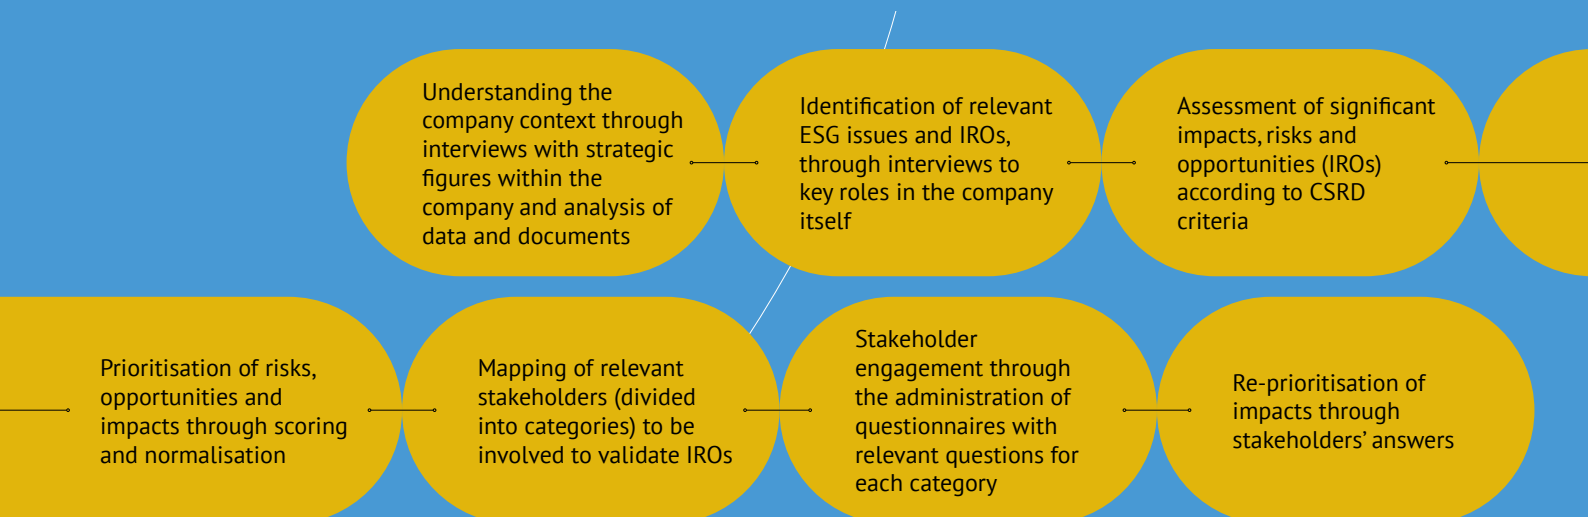 Understanding the
company context through
interviews with strategic
figures within the
company and analysis of
data and documents
Identification of relevant
ESG issues and IROs,
through interviews to
key roles in the company
itself
Assessment of significant
impacts, risks and
opportunities (IROs)
according to CSRD
criteria
Prioritisation of risks,
opportunities and
impacts through scoring
and normalisation
Mapping of relevant
stakeholders (divided
into categories) to be
involved to validate IROs
Stakeholder
engagement through
the administration of
questionnaires with
relevant questions for
each category
Re-prioritisation of
impacts through
stakeholders’ answers